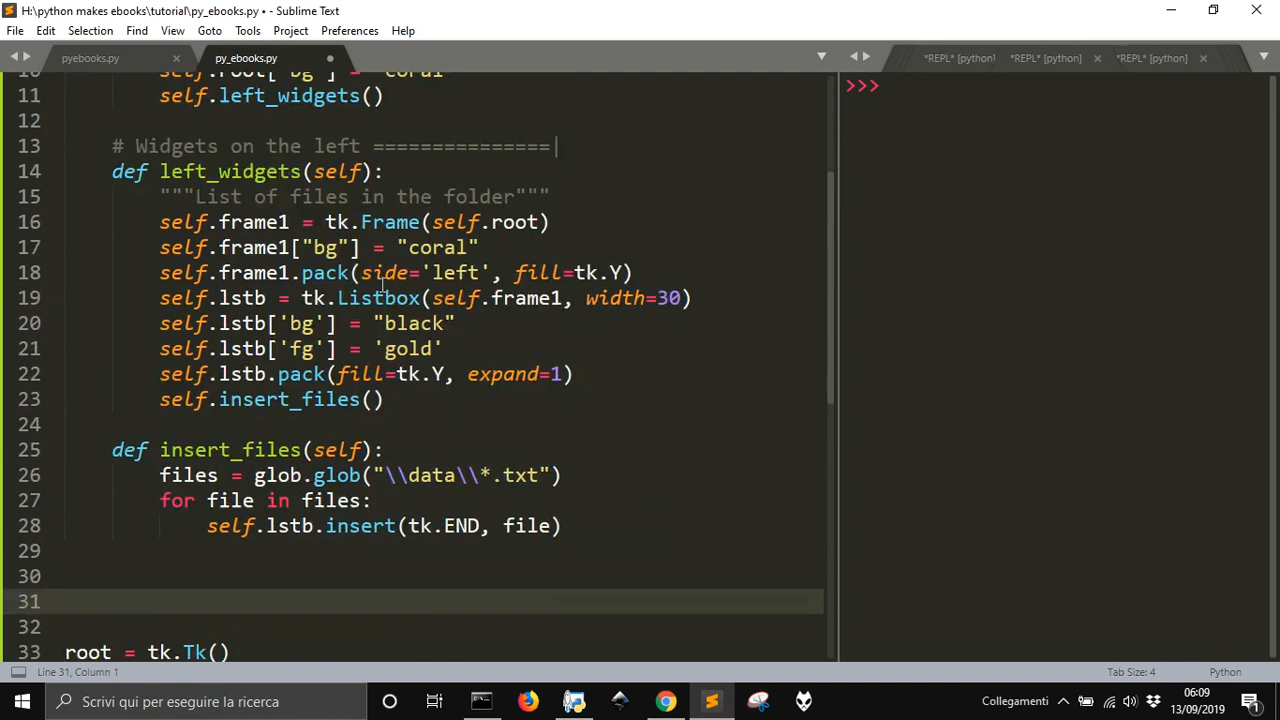 H:\python makes ebooks\tutorial\py_ebooks.py • - Sublime Text
File Edit Selection Find View Goto Tools Project Preferences Help
pyebooks.py × py_ebooks.py *REPL* [python] *REPL* [python] × *REPL* [python] ×
10 self.root["bg"] = "coral"
11 self.left_widgets()
>>>
12
13 # Widgets on the left ===============|
14 def left_widgets(self):
15 """List of files in the folder"""
16 self.frame1 = tk.Frame(self.root)
17 self.frame1["bg"] = "coral"
18 self.frame1.pack(side='left', fill=tk.Y)
19 self.lstb = tk.Listbox(self.frame1, width=30)
20 self.lstb['bg'] = "black"
21 self.lstb['fg'] = 'gold'
22 self.lstb.pack(fill=tk.Y, expand=1)
23 self.insert_files()
24
25 def insert_files(self):
26 files = glob.glob("\\data\\*.txt")
27 for file in files:
28 self.lstb.insert(tk.END, file)
29
30
31
32
33 root = tk.Tk()
Line 31, Column 1 Tab Size: 4 Python
Scrivi qui per eseguire la ricerca Collegamenti 06:09
13/09/2019